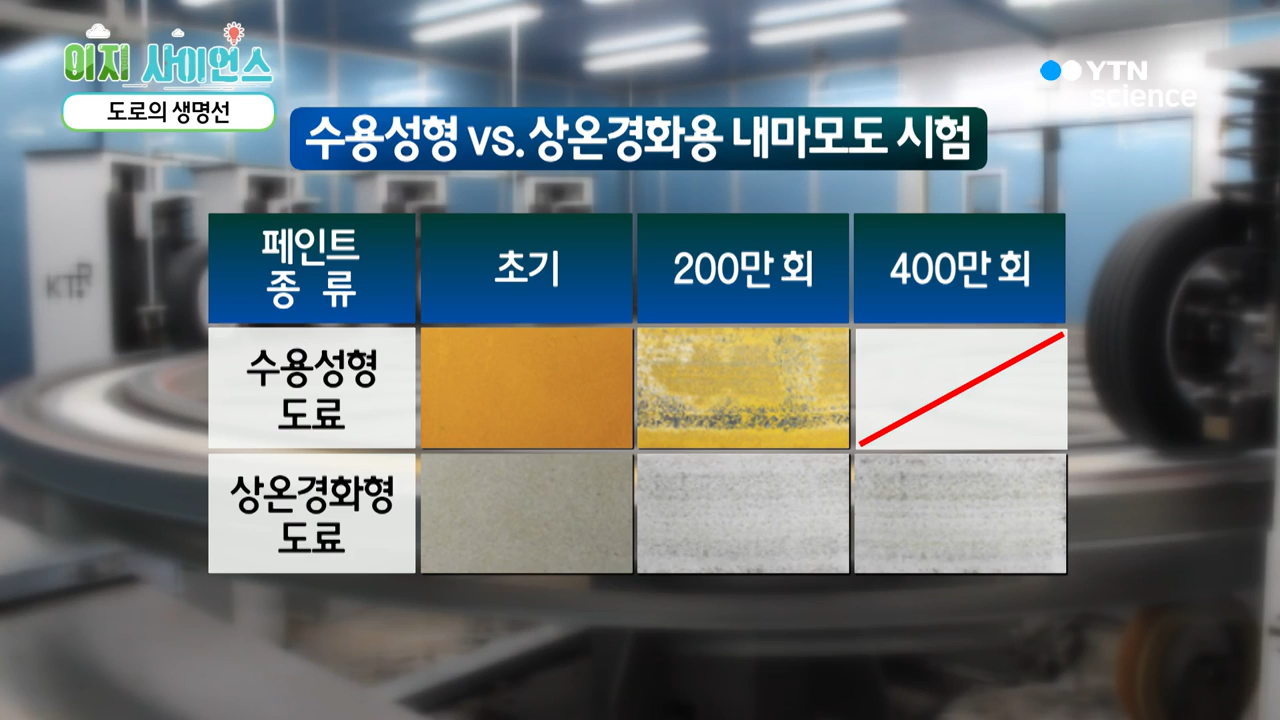 이지 사이언스
도로의 생명선
YTN
science
수용성형 vs. 상온경화용 내마모도 시험
페인트
종 류
초기
200만 회
400만 회
수용성형
도료
상온경화형
도료
KTR